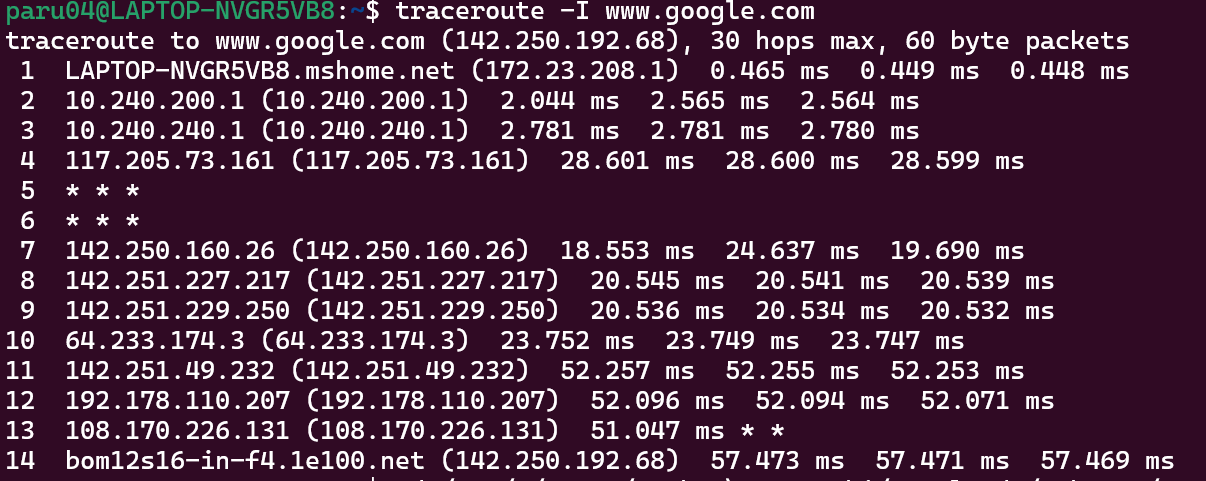 paru04@LAPTOP-NVGR5VB8:~$ traceroute -I www.google.com
traceroute to www.google.com (142.250.192.68), 30 hops max, 60 byte packets
 1  LAPTOP-NVGR5VB8.mshome.net (172.23.208.1)  0.465 ms  0.449 ms  0.448 ms
 2  10.240.200.1 (10.240.200.1)  2.044 ms  2.565 ms  2.564 ms
 3  10.240.240.1 (10.240.240.1)  2.781 ms  2.781 ms  2.780 ms
 4  117.205.73.161 (117.205.73.161)  28.601 ms  28.600 ms  28.599 ms
 5  * * *
 6  * * *
 7  142.250.160.26 (142.250.160.26)  18.553 ms  24.637 ms  19.690 ms
 8  142.251.227.217 (142.251.227.217)  20.545 ms  20.541 ms  20.539 ms
 9  142.251.229.250 (142.251.229.250)  20.536 ms  20.534 ms  20.532 ms
10  64.233.174.3 (64.233.174.3)  23.752 ms  23.749 ms  23.747 ms
11  142.251.49.232 (142.251.49.232)  52.257 ms  52.255 ms  52.253 ms
12  192.178.110.207 (192.178.110.207)  52.096 ms  52.094 ms  52.071 ms
13  108.170.226.131 (108.170.226.131)  51.047 ms * *
14  bom12s16-in-f4.1e100.net (142.250.192.68)  57.473 ms  57.471 ms  57.469 ms